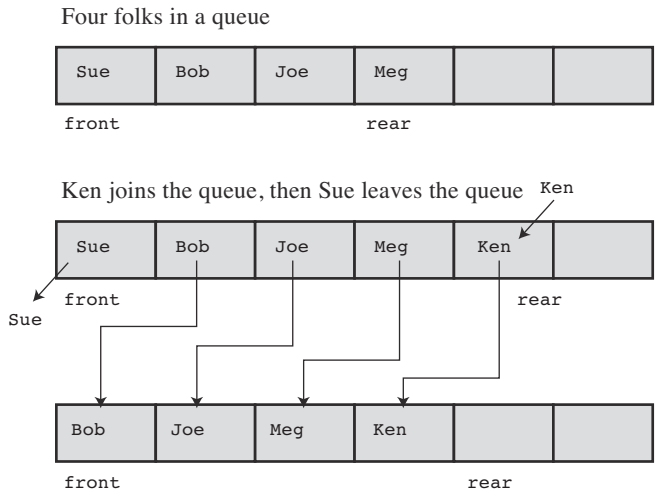 Four folks in a queue
Sue Bob Joe Meg
front rear
Ken joins the queue, then Sue leaves the queue Ken
Sue Bob Joe Meg Ken
front rear
Sue
Bob Joe Meg Ken
front rear